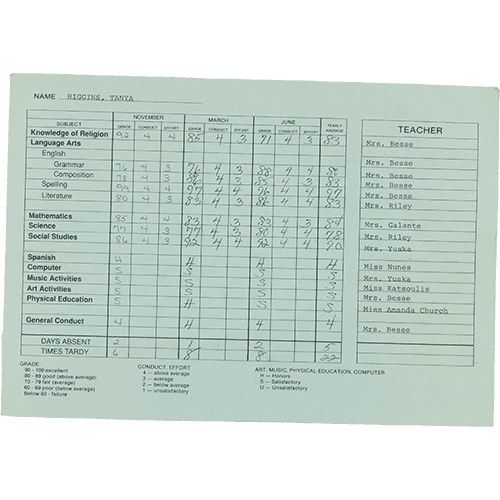 NAME HIGGINS, TANYA
NOVEMBER MARCH JUNE YEARLY AVERAGE TEACHER
SUBJECT GRADE CONDUCT EFFORT GRADE CONDUCT EFFORT GRADE CONDUCT EFFORT
Knowledge of Religion 92 4 4 85 4 3 71 4 3 83 Mrs. Besse
Language Arts
English
Grammar 76 4 3 76 4 3 88 4 4 80 Mrs. Besse
Composition 78 4 3 86 4 3 85 4 3 83 Mrs. Besse
Spelling 99 4 4 97 4 4 96 4 4 97 Mrs. Besse
Literature 80 4 3 83 4 3 86 4 4 83 Mrs. Riley
Mathematics 85 4 4 83 4 3 83 4 3 84 Mrs. Galante
Science 77 4 3 77 4 3 80 4 4 78 Mrs. Riley
Social Studies 86 4 3 92 4 4 92 4 4 90 Mrs. Yuska
Spanish H H H H Miss Nunes
Computer S S S S Mrs. Yuska
Music Activities S S S S Miss Katsoulis
Art Activities S S S S Mrs. Besse
Physical Education S H S S Miss Amanda Church
General Conduct 4 4 4 4 Mrs. Besse
DAYS ABSENT 2 1 2 5
TIMES TARDY 6 8 8 22
GRADE CONDUCT, EFFORT ART, MUSIC, PHYSICAL EDUCATION, COMPUTER
90 - 100 excellent 4 — above average H — Honors
80 - 89 good (above average) 3 — average S — Satisfactory
70 - 79 fair (average) 2 — below average U — Unsatisfactory
60 - 69 poor (below average) 1 — unsatisfactory
Below 60 - failure